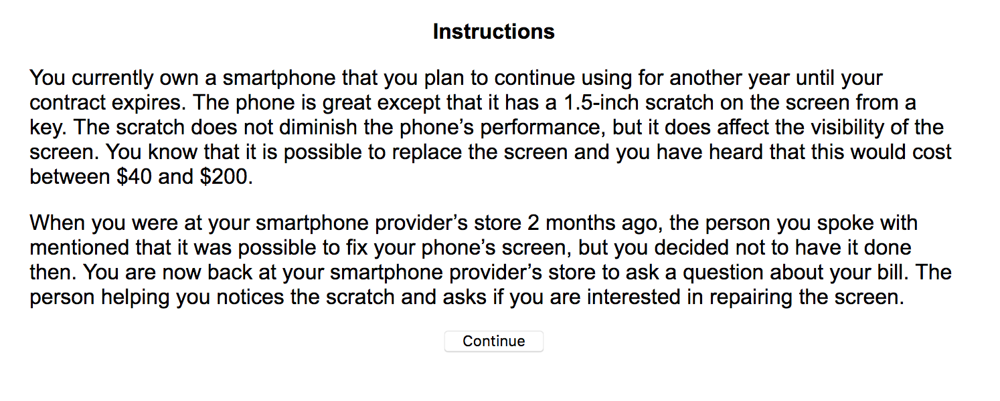 Instructions
You currently own a smartphone that you plan to continue using for another year until your
contract expires. The phone is great except that it has a 1.5-inch scratch on the screen from a
key. The scratch does not diminish the phone’s performance, but it does affect the visibility of the
screen. You know that it is possible to replace the screen and you have heard that this would cost
between $40 and $200.
When you were at your smartphone provider’s store 2 months ago, the person you spoke with
mentioned that it was possible to fix your phone’s screen, but you decided not to have it done
then. You are now back at your smartphone provider’s store to ask a question about your bill. The
person helping you notices the scratch and asks if you are interested in repairing the screen.
Continue